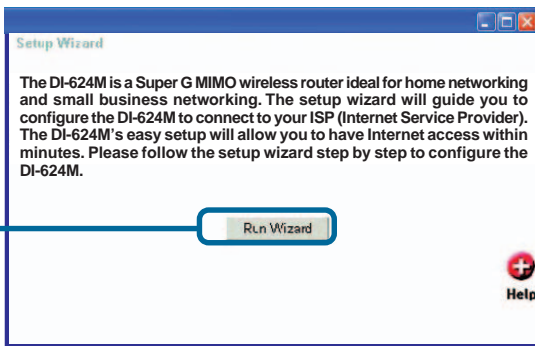 Setup Wizard
The DI-624M is a Super G MIMO wireless router ideal for home networking
and small business networking. The setup wizard will guide you to
configure the DI-624M to connect to your ISP (Internet Service Provider).
The DI-624M's easy setup will allow you to have Internet access within
minutes. Please follow the setup wizard step by step to configure the
DI-624M.
Run Wizard
Help